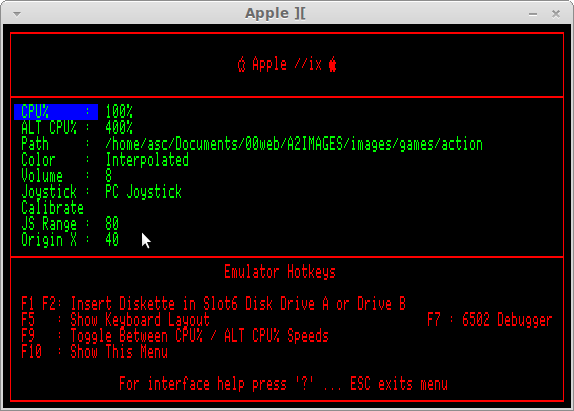 Apple ][
Apple //ix
CPU% : 100%
ALT CPU% : 400%
Path : /home/asc/Documents/00web/A2IMAGES/images/games/action
Color : Interpolated
Volume : 8
Joystick : PC Joystick
Calibrate
JS Range : 80
Origin X : 40
Emulator Hotkeys
F1 F2: Insert Diskette in Slot6 Disk Drive A or Drive B
F5 : Show Keyboard Layout F7 : 6502 Debugger
F9 : Toggle Between CPU% / ALT CPU% Speeds
F10 : Show This Menu
For interface help press '?' ... ESC exits menu